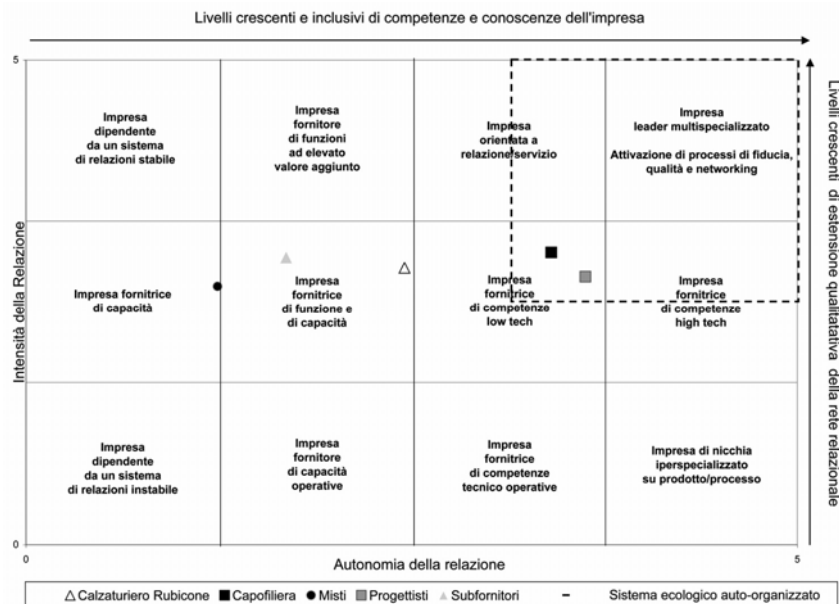 Livelli crescenti e inclusivi di competenze e conoscenze dell'impresa
5
Impresa
dipendente
da un sistema
di relazioni stabile
Impresa
fornitore
di funzioni
ad elevato
valore aggiunto
Impresa
orientata a
relazione/servizio
Impresa
leader multispecializzato
Attivazione di processi di fiducia,
qualità e networking
Impresa fornitrice
di capacità
Impresa
fornitrice
di funzione e
di capacità
Impresa
fornitrice
di competenze
low tech
Impresa
fornitrice
di competenze
high tech
Impresa
dipendente
da un sistema
di relazioni instabile
Impresa
fornitore
di capacità
operative
Impresa
fornitrice
di competenze
tecnico operative
Impresa di nicchia
iperspecializzato
su prodotto/processo
Intensità della Relazione
Livelli crescenti di estensione qualitatativa della rete relazionale
0
0
5
Autonomia della relazione
Calzaturiero Rubicone Capofiliera Misti Progettisti Subfornitori Sistema ecologico auto-organizzato